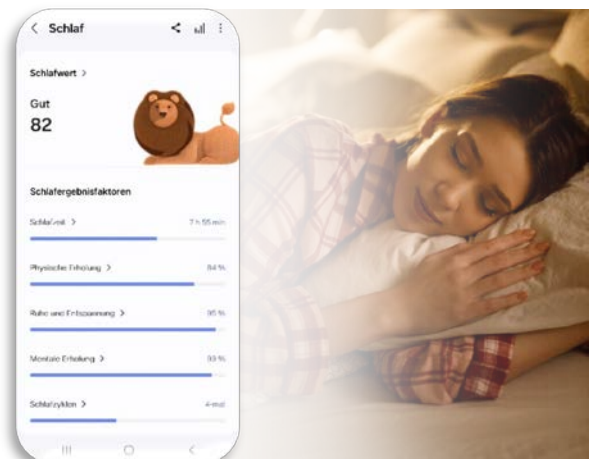 Schlaf
Schlafwert >
Gut
82
Schlafergebnisfaktoren
Schlafzeit > 7 h 55 min
Physische Erholung > 84 %
Ruhe und Entspannung > 95 %
Mentale Erholung > 93 %
Schlafzyklen > 4-mal